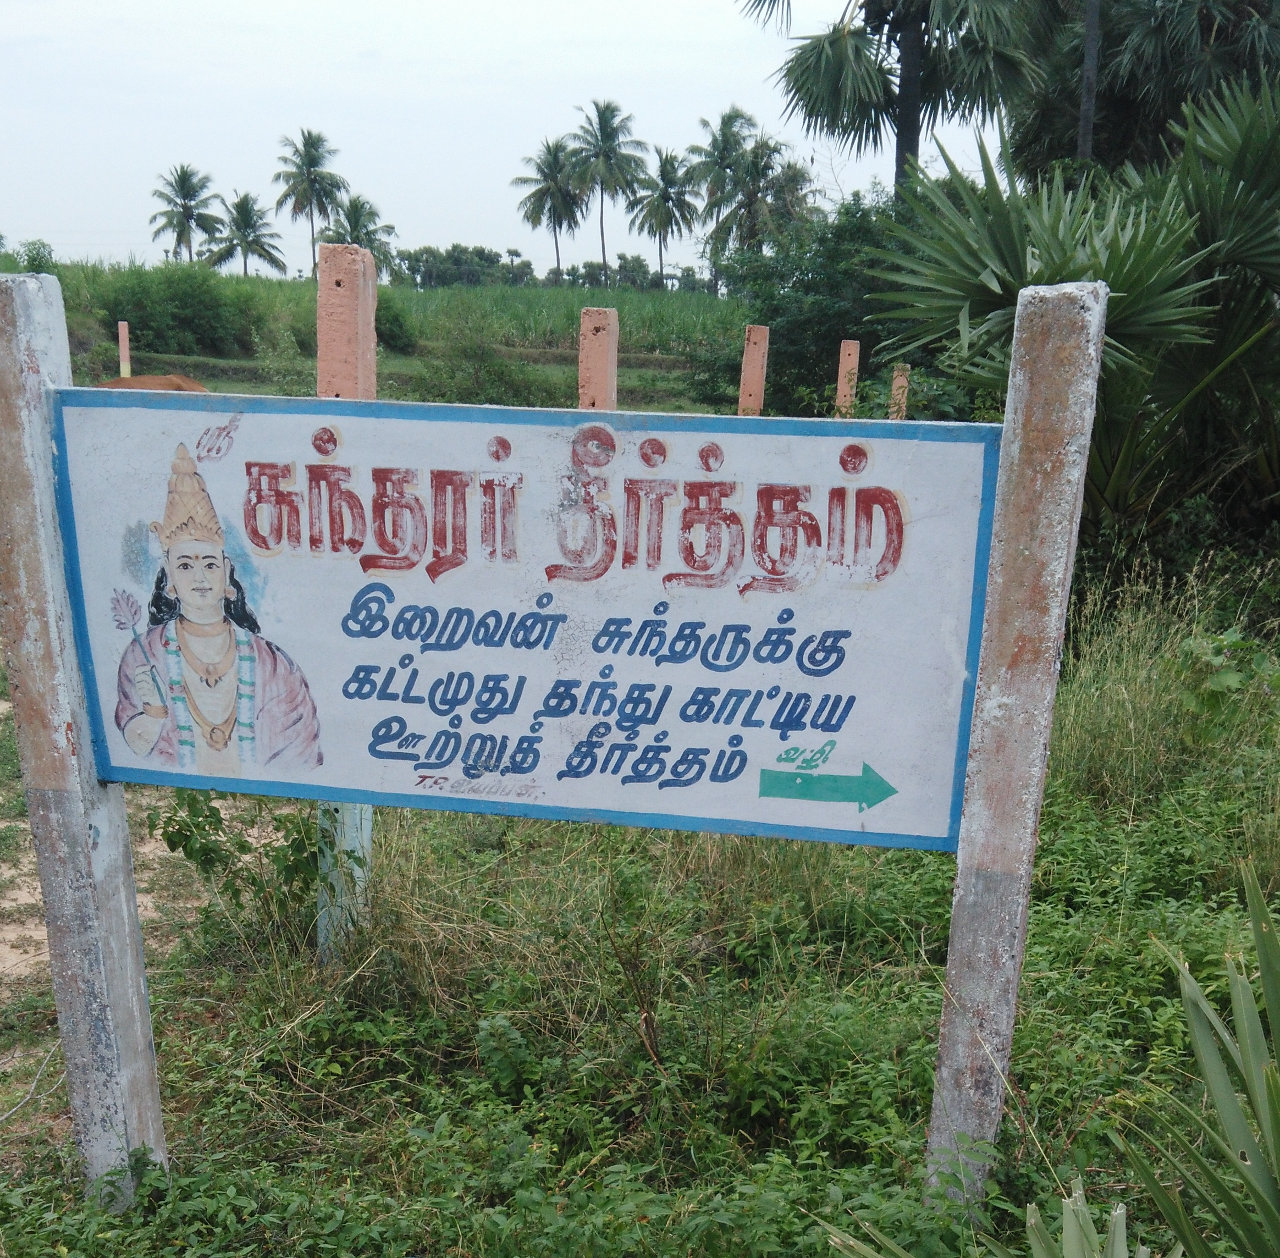 ஸ்ரீ
சுந்தரர் தீர்த்தம்
இறைவன் சுந்தருக்கு
கட்டமுது தந்து காட்டிய
ஊற்றுத் தீர்த்தம்
வழி
T.P.